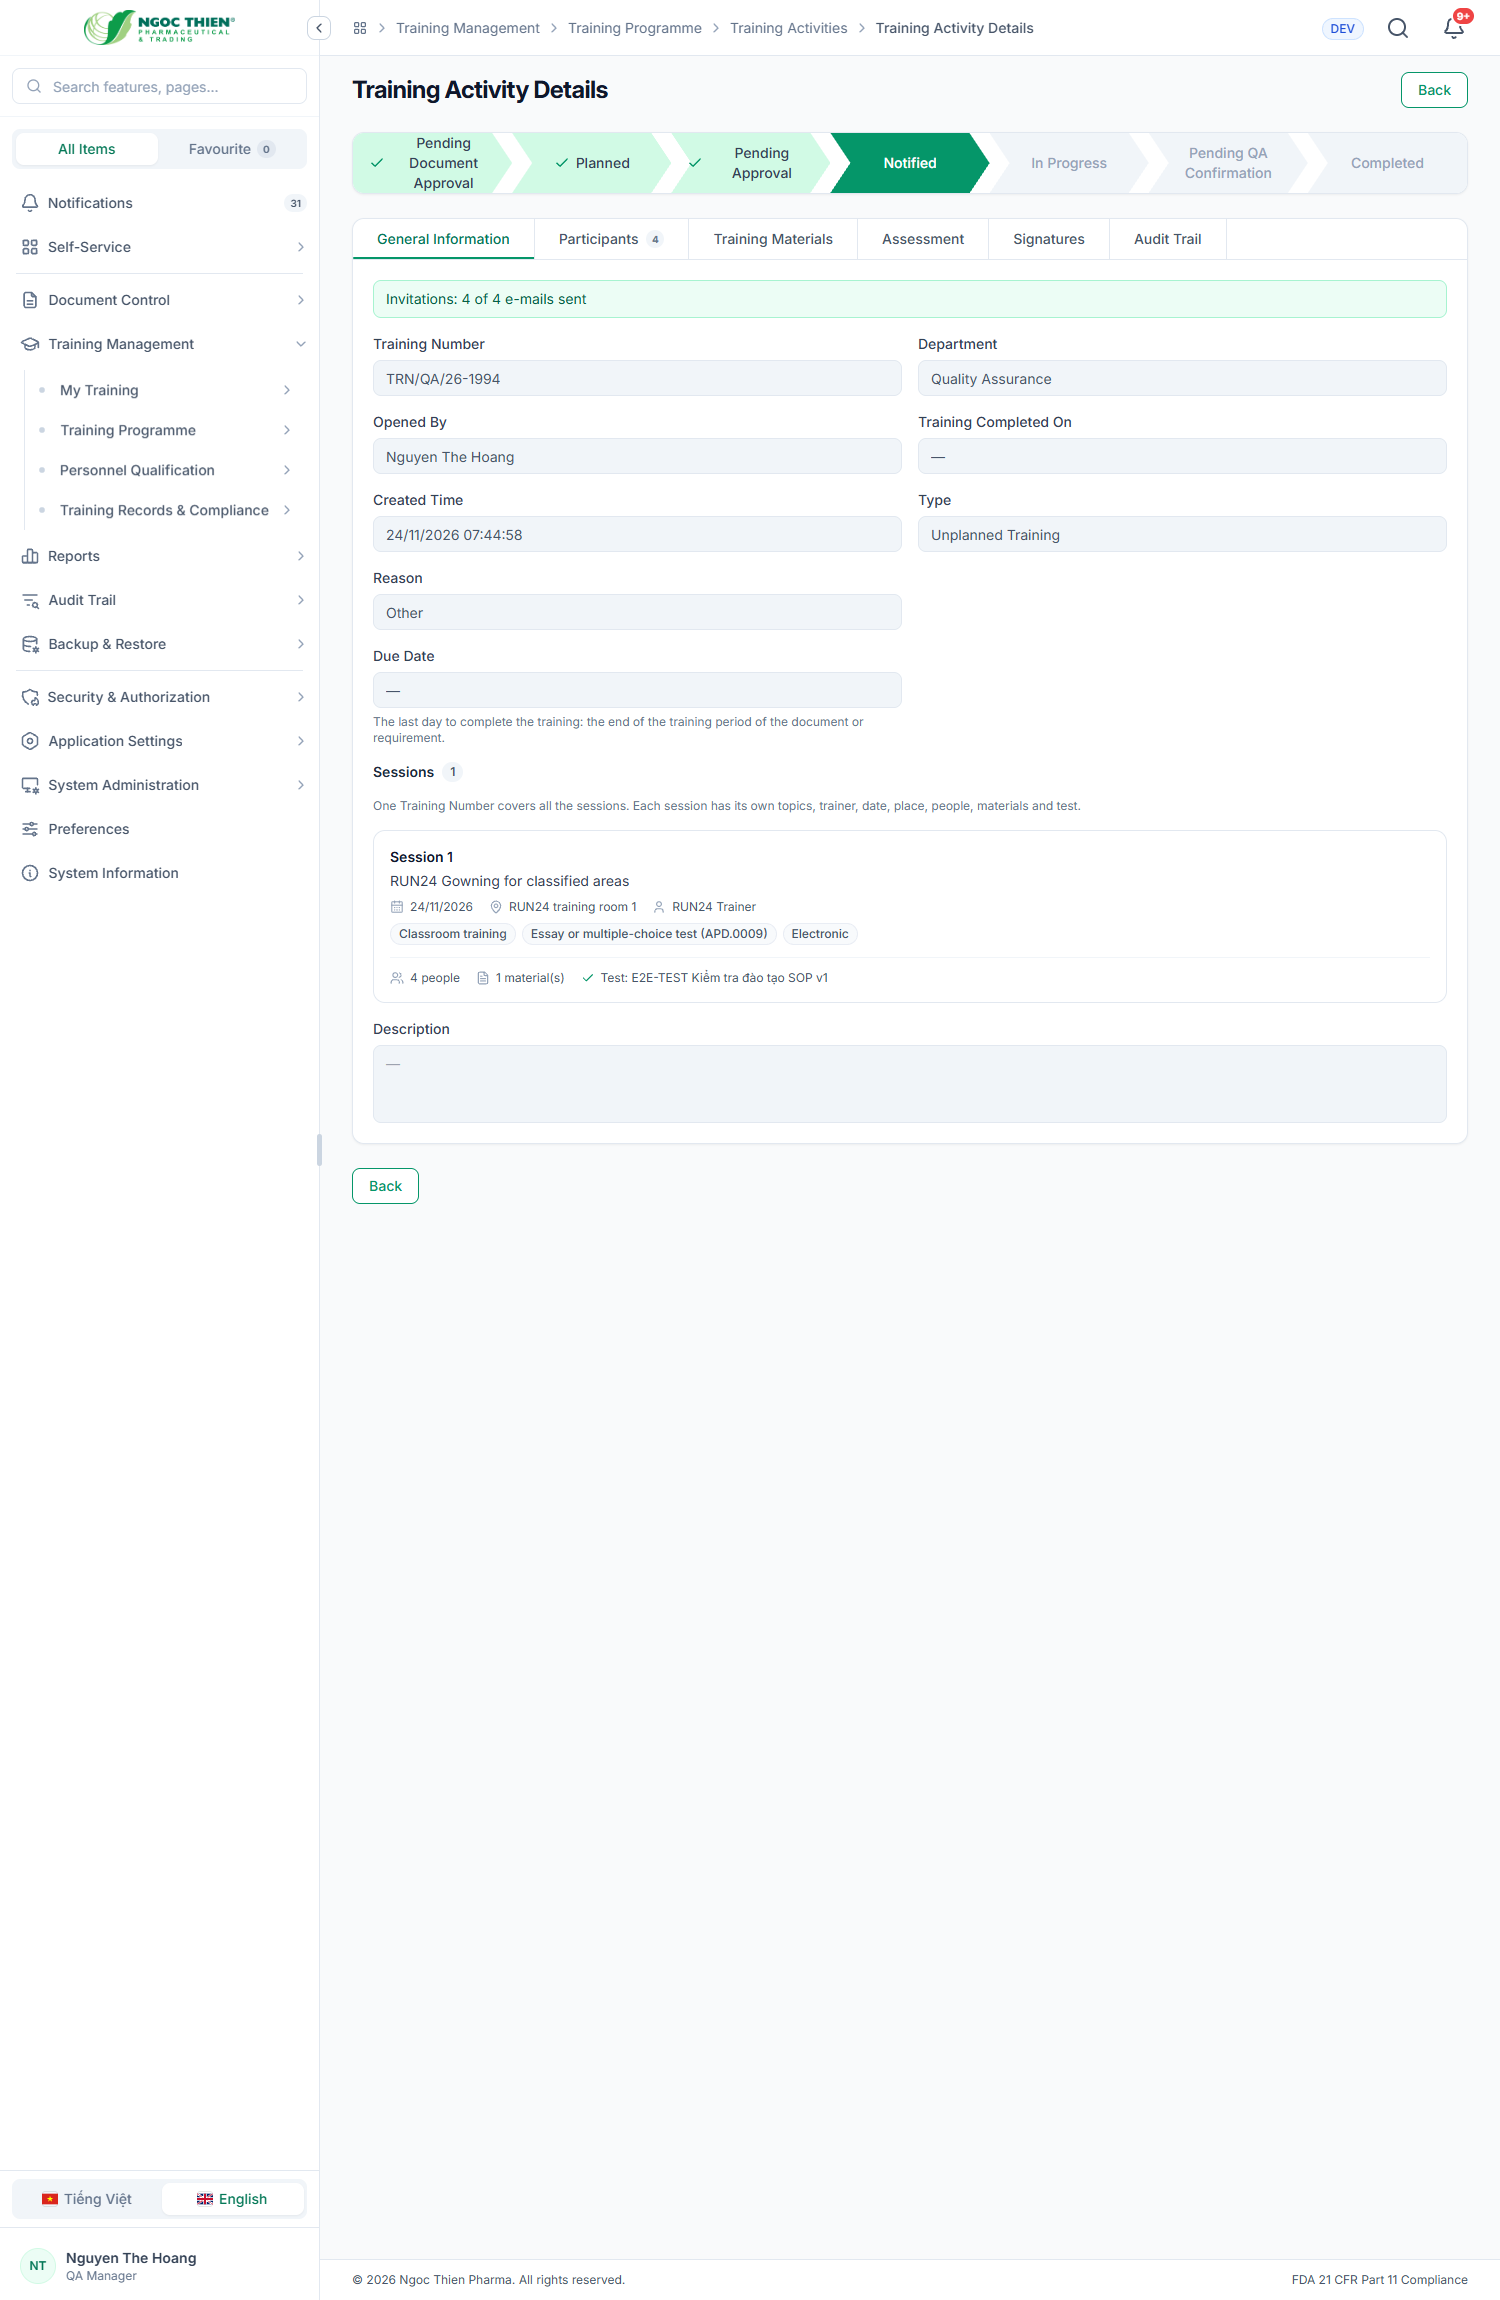 NGOC THIEN®
PHARMACEUTICAL
& TRADING
Search features, pages...
All Items
Favourite 0
Notifications 31
Self-Service
Document Control
Training Management
My Training
Training Programme
Personnel Qualification
Training Records & Compliance
Reports
Audit Trail
Backup & Restore
Security & Authorization
Application Settings
System Administration
Preferences
System Information
Tiếng Việt
English
NT
Nguyen The Hoang
QA Manager
Training Management
Training Programme
Training Activities
Training Activity Details
DEV
9+
Training Activity Details
Back
Pending
Document
Approval
Planned
Pending
Approval
Notified
In Progress
Pending QA
Confirmation
Completed
General Information
Participants 4
Training Materials
Assessment
Signatures
Audit Trail
Invitations: 4 of 4 e-mails sent
Training Number
TRN/QA/26-1994
Department
Quality Assurance
Opened By
Nguyen The Hoang
Training Completed On
—
Created Time
24/11/2026 07:44:58
Type
Unplanned Training
Reason
Other
Due Date
—
The last day to complete the training: the end of the training period of the document or
requirement.
Sessions 1
One Training Number covers all the sessions. Each session has its own topics, trainer, date, place, people, materials and test.
Session 1
RUN24 Gowning for classified areas
24/11/2026 RUN24 training room 1 RUN24 Trainer
Classroom training Essay or multiple-choice test (APD.0009) Electronic
4 people 1 material(s) Test: E2E-TEST Kiểm tra đào tạo SOP v1
Description
—
Back
© 2026 Ngoc Thien Pharma. All rights reserved.
FDA 21 CFR Part 11 Compliance